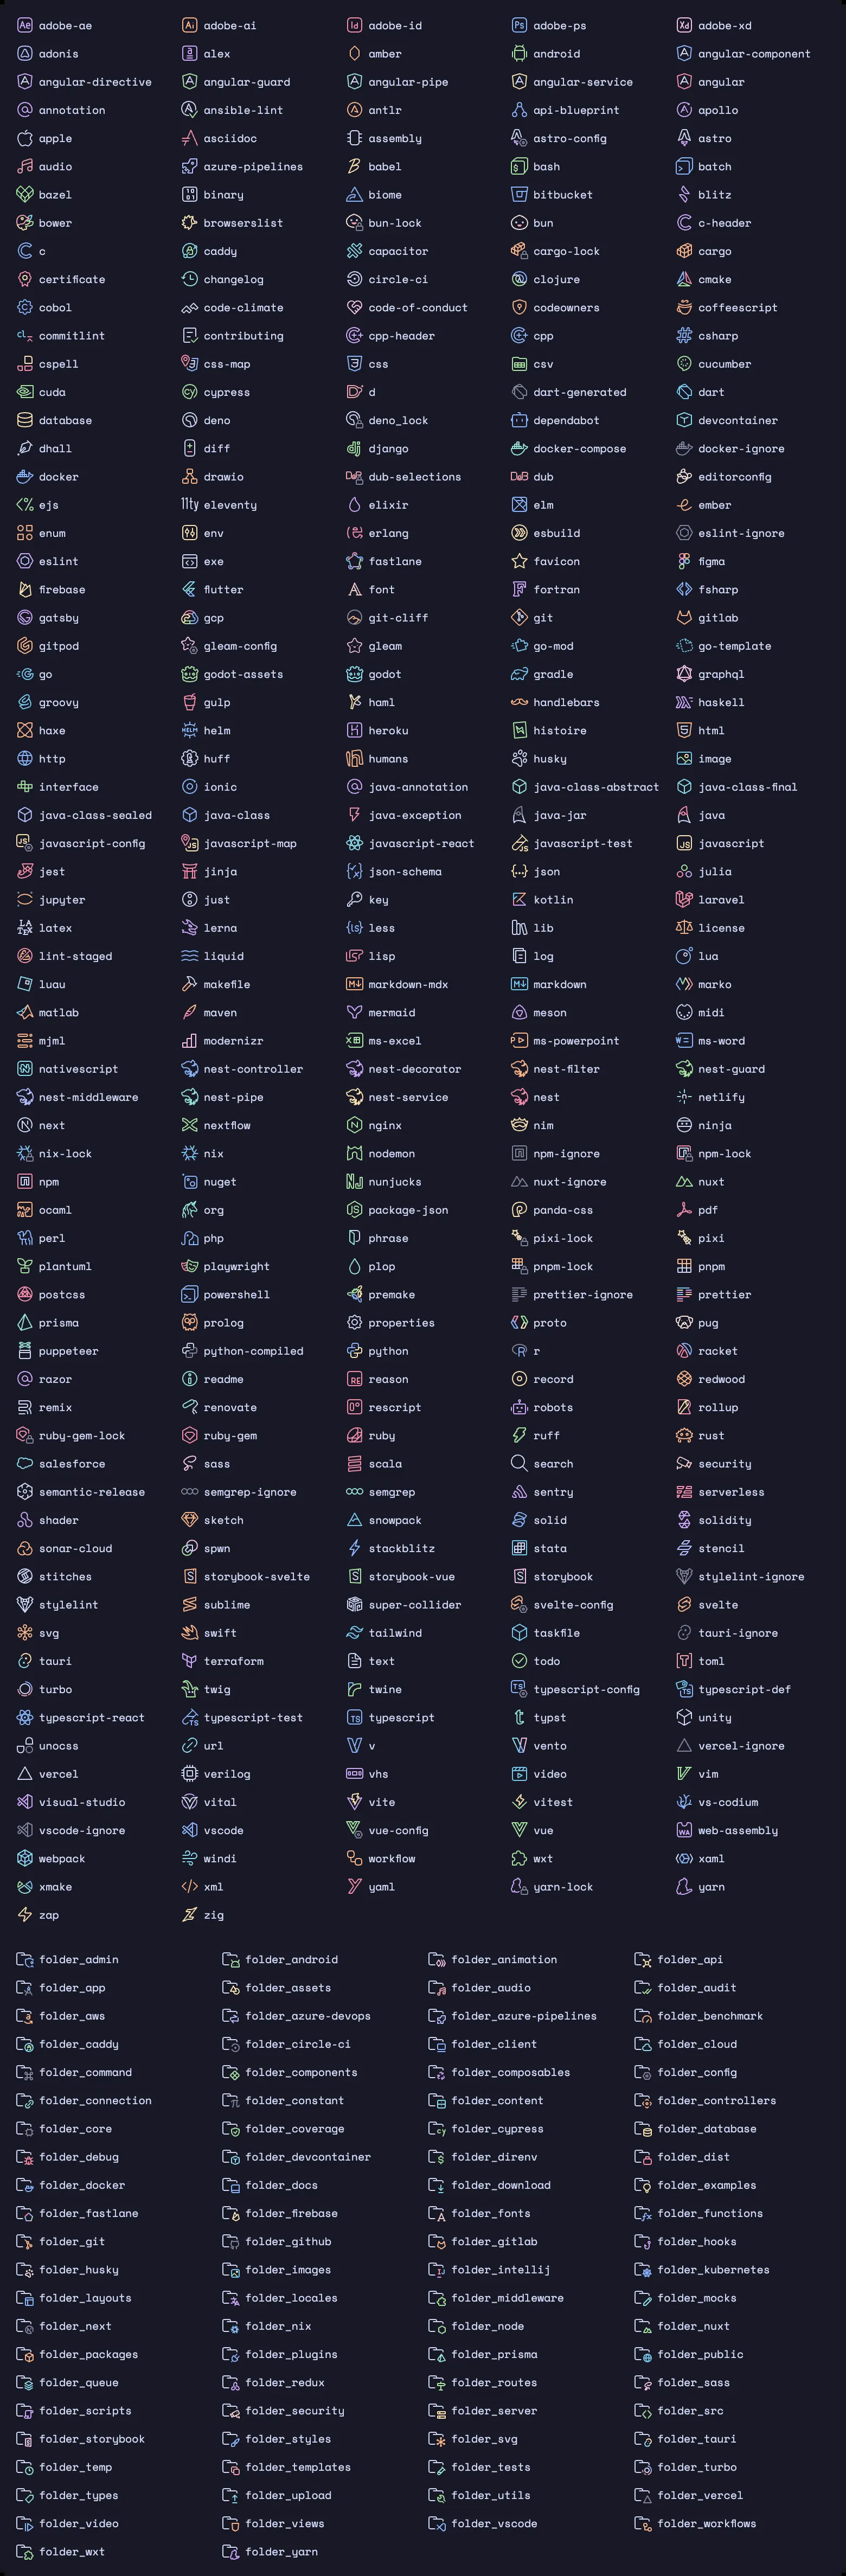 adobe-ae adobe-ai adobe-id adobe-ps adobe-xd
adonis alex amber android angular-component
angular-directive angular-guard angular-pipe angular-service angular
annotation ansible-lint antlr api-blueprint apollo
apple asciidoc assembly astro-config astro
audio azure-pipelines babel bash batch
bazel binary biome bitbucket blitz
bower browserslist bun-lock bun c-header
c caddy capacitor cargo-lock cargo
certificate changelog circle-ci clojure cmake
cobol code-climate code-of-conduct codeowners coffeescript
commitlint contributing cpp-header cpp csharp
cspell css-map css csv cucumber
cuda cypress d dart-generated dart
database deno deno_lock dependabot devcontainer
dhall diff django docker-compose docker-ignore
docker drawio dub-selections dub editorconfig
ejs eleventy elixir elm ember
enum env erlang esbuild eslint-ignore
eslint exe fastlane favicon figma
firebase flutter font fortran fsharp
gatsby gcp git-cliff git gitlab
gitpod gleam-config gleam go-mod go-template
go godot-assets godot gradle graphql
groovy gulp haml handlebars haskell
haxe helm heroku histoire html
http huff humans husky image
interface ionic java-annotation java-class-abstract java-class-final
java-class-sealed java-class java-exception java-jar java
javascript-config javascript-map javascript-react javascript-test javascript
jest jinja json-schema json julia
jupyter just key kotlin laravel
latex lerna less lib license
lint-staged liquid lisp log lua
luau makefile markdown-mdx markdown marko
matlab maven mermaid meson midi
mjml modernizr ms-excel ms-powerpoint ms-word
nativescript nest-controller nest-decorator nest-filter nest-guard
nest-middleware nest-pipe nest-service nest netlify
next nextflow nginx nim ninja
nix-lock nix nodemon npm-ignore npm-lock
npm nuget nunjucks nuxt-ignore nuxt
ocaml org package-json panda-css pdf
perl php phrase pixi-lock pixi
plantuml playwright plop pnpm-lock pnpm
postcss powershell premake prettier-ignore prettier
prisma prolog properties proto pug
puppeteer python-compiled python r racket
razor readme reason record redwood
remix renovate rescript robots rollup
ruby-gem-lock ruby-gem ruby ruff rust
salesforce sass scala search security
semantic-release semgrep-ignore semgrep sentry serverless
shader sketch snowpack solid solidity
sonar-cloud spwn stackblitz stata stencil
stitches storybook-svelte storybook-vue storybook stylelint-ignore
stylelint sublime super-collider svelte-config svelte
svg swift tailwind taskfile tauri-ignore
tauri terraform text todo toml
turbo twig twine typescript-config typescript-def
typescript-react typescript-test typescript typst unity
unocss url v vento vercel-ignore
vercel verilog vhs video vim
visual-studio vital vite vitest vs-codium
vscode-ignore vscode vue-config vue web-assembly
webpack windi workflow wxt xaml
xmake xml yaml yarn-lock yarn
zap zig
folder_admin folder_android folder_animation folder_api
folder_app folder_assets folder_audio folder_audit
folder_aws folder_azure-devops folder_azure-pipelines folder_benchmark
folder_caddy folder_circle-ci folder_client folder_cloud
folder_command folder_components folder_composables folder_config
folder_connection folder_constant folder_content folder_controllers
folder_core folder_coverage folder_cypress folder_database
folder_debug folder_devcontainer folder_direnv folder_dist
folder_docker folder_docs folder_download folder_examples
folder_fastlane folder_firebase folder_fonts folder_functions
folder_git folder_github folder_gitlab folder_hooks
folder_husky folder_images folder_intellij folder_kubernetes
folder_layouts folder_locales folder_middleware folder_mocks
folder_next folder_nix folder_node folder_nuxt
folder_packages folder_plugins folder_prisma folder_public
folder_queue folder_redux folder_routes folder_sass
folder_scripts folder_security folder_server folder_src
folder_storybook folder_styles folder_svg folder_tauri
folder_temp folder_templates folder_tests folder_turbo
folder_types folder_upload folder_utils folder_vercel
folder_video folder_views folder_vscode folder_workflows
folder_wxt folder_yarn